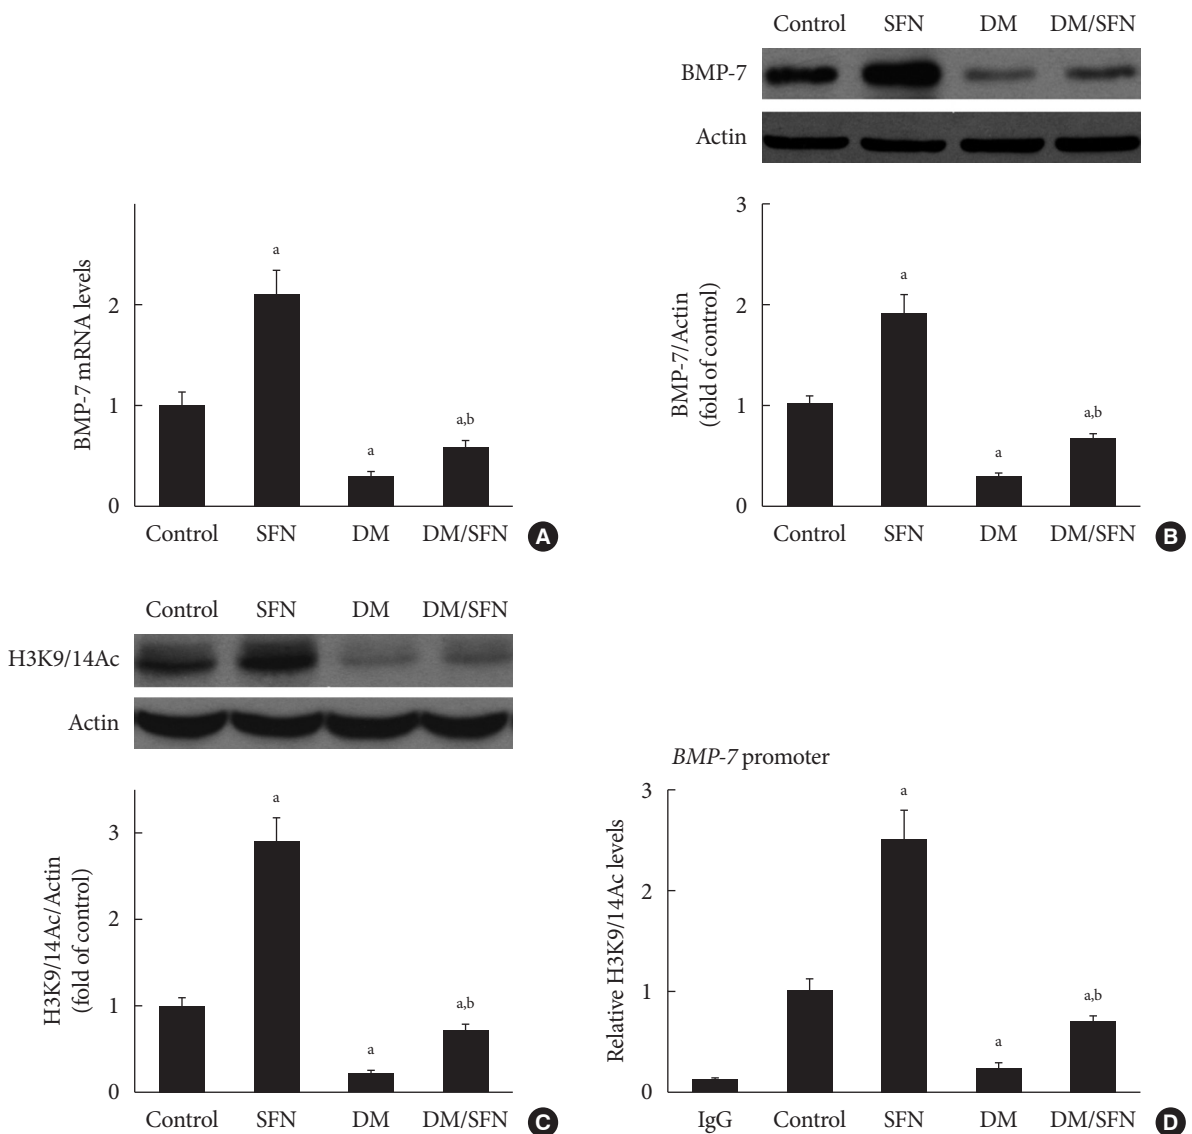 Control SFN DM DM/SFN
BMP-7
Actin
BMP-7 mRNA levels
2
1
0
a
a
a,b
Control SFN DM DM/SFN
A
BMP-7/Actin
(fold of control)
3
2
1
0
a
a
a,b
Control SFN DM DM/SFN
B
Control SFN DM DM/SFN
H3K9/14Ac
Actin
H3K9/14Ac/Actin
(fold of control)
3
2
1
0
a
a
a,b
Control SFN DM DM/SFN
C
BMP-7 promoter
Relative H3K9/14Ac levels
3
2
1
0
a
a
a,b
IgG Control SFN DM DM/SFN
D